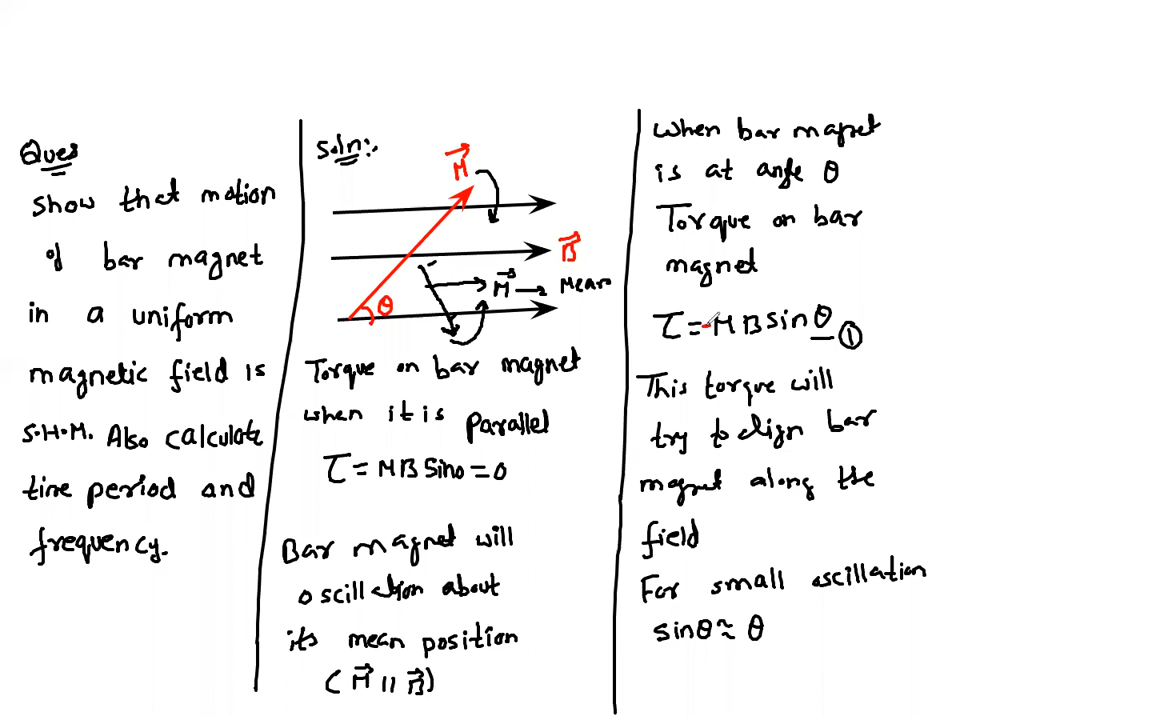 Ques
Show that motion
of bar magnet
in a uniform
magnetic field is
S.H.M. Also calculate
time period and
frequency.
Soln:-
M
B
M → Mean
θ
Torque on bar magnet
when it is parallel
τ = MB Sin0 = 0
Bar magnet will
oscillation about
its mean position
(M || B)
when bar magnet
is at angle θ
Torque on bar
magnet
τ = -MB Sinθ — ①
This torque will
try to align bar
magnet along the
field
For small oscillation
sinθ ≈ θ